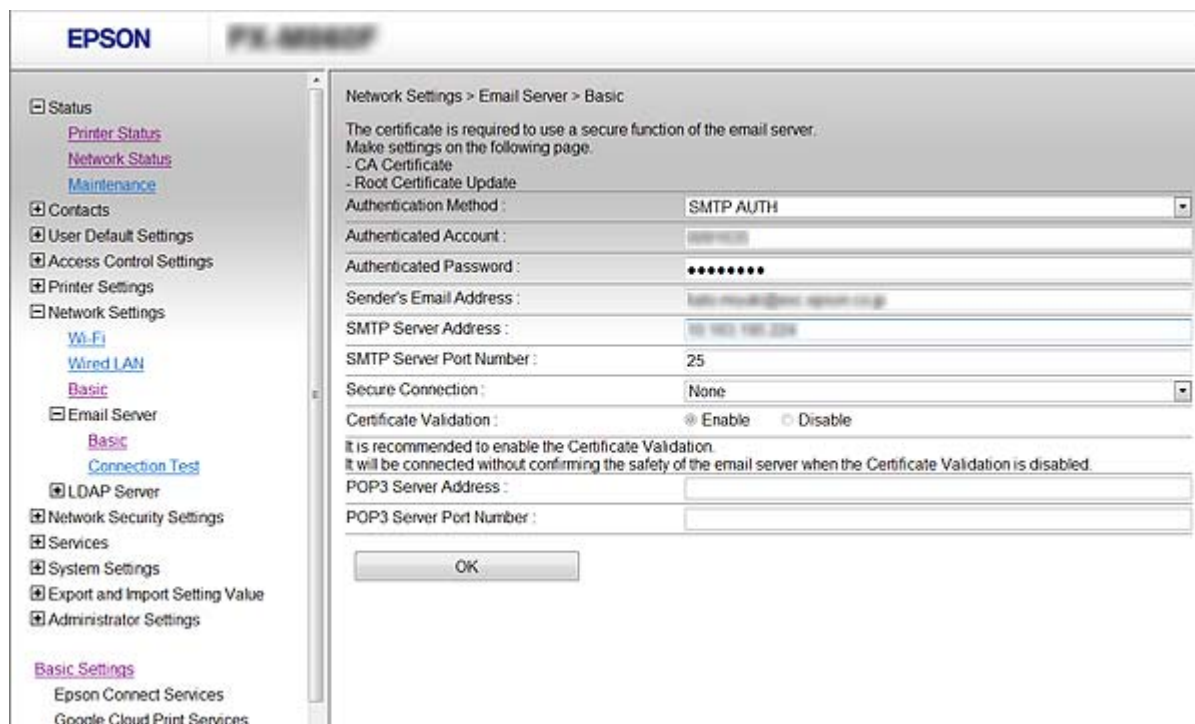 EPSON
Status
Printer Status
Network Status
Maintenance
Contacts
User Default Settings
Access Control Settings
Printer Settings
Network Settings
Wi-Fi
Wired LAN
Basic
Email Server
Basic
Connection Test
LDAP Server
Network Security Settings
Services
System Settings
Export and Import Setting Value
Administrator Settings
Basic Settings
Epson Connect Services
Google Cloud Print Services
Network Settings > Email Server > Basic
The certificate is required to use a secure function of the email server.
Make settings on the following page.
- CA Certificate
- Root Certificate Update
Authentication Method : SMTP AUTH
Authenticated Account :
Authenticated Password : ●●●●●●●●
Sender's Email Address :
SMTP Server Address :
SMTP Server Port Number : 25
Secure Connection : None
Certificate Validation : Enable Disable
It is recommended to enable the Certificate Validation.
It will be connected without confirming the safety of the email server when the Certificate Validation is disabled.
POP3 Server Address :
POP3 Server Port Number :
OK